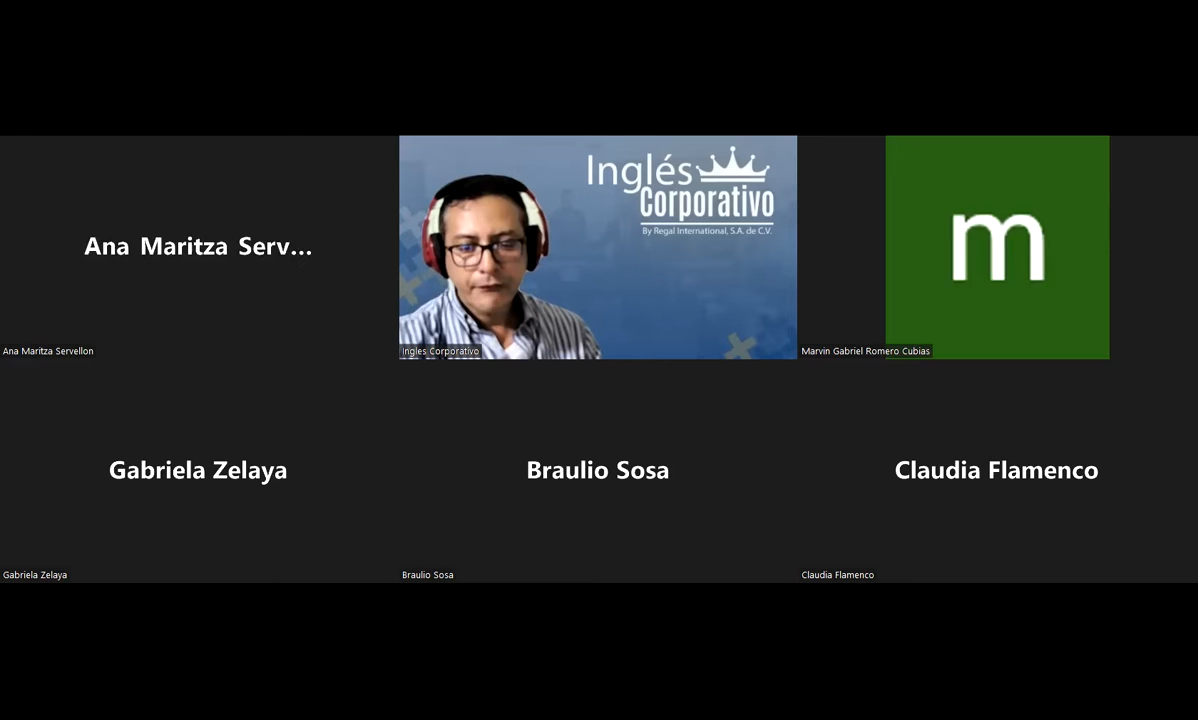 Ana Maritza Serv...
Ana Maritza Servellon
Inglés
Corporativo
By Regal International, S.A. de C.V.
Ingles Corporativo
m
Marvin Gabriel Romero Cubias
Gabriela Zelaya
Gabriela Zelaya
Braulio Sosa
Braulio Sosa
Claudia Flamenco
Claudia Flamenco